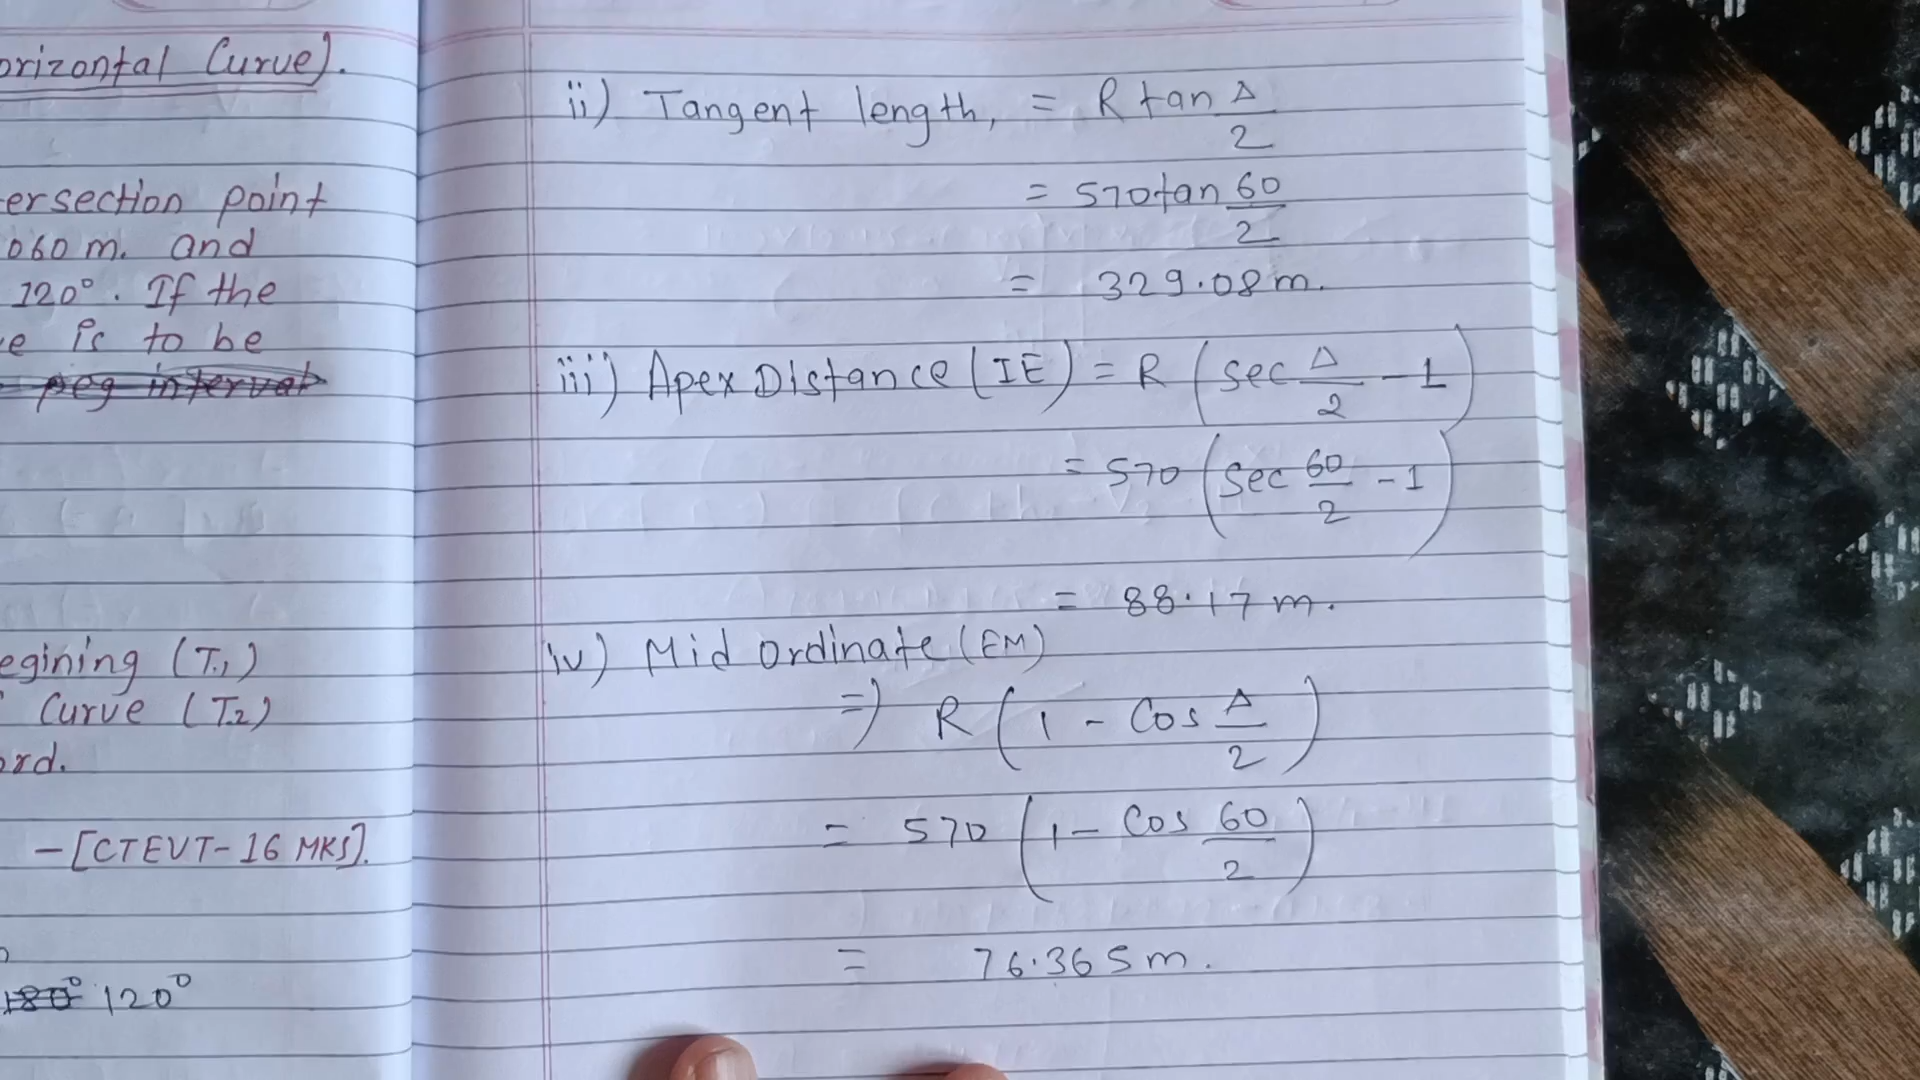 orizontal Curve).
ersection point
060 m. and
120°. If the
e is to be
peg interval
egining (T1)
Curve (T2)
ord.
-[CTEVT-16 MKS].
180° 120°
ii) Tangent length, = R tan Δ/2
= 570 tan 60/2
= 329.08 m.
iii) Apex Distance (IE) = R (sec Δ/2 - 1)
= 570 (sec 60/2 - 1)
= 88.17 m.
iv) Mid Ordinate (EM)
=) R (1 - Cos Δ/2)
= 570 (1 - Cos 60/2)
= 76.365 m.